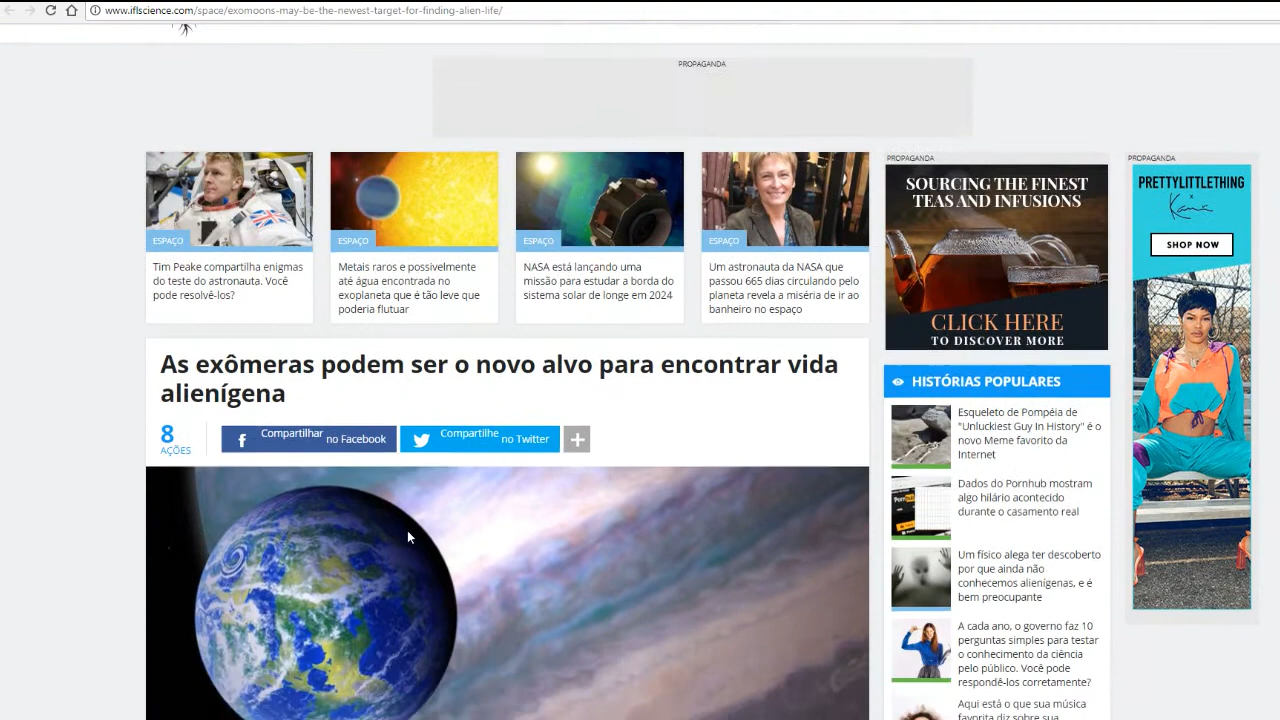 www.iflscience.com/space/exomoons-may-be-the-newest-target-for-finding-alien-life/
PROPAGANDA
ESPAÇO
Tim Peake compartilha enigmas
do teste do astronauta. Você
pode resolvê-los?
ESPAÇO
Metais raros e possivelmente
até água encontrada no
exoplaneta que é tão leve que
poderia flutuar
ESPAÇO
NASA está lançando uma
missão para estudar a borda do
sistema solar de longe em 2024
ESPAÇO
Um astronauta da NASA que
passou 665 dias circulando pelo
planeta revela a miséria de ir ao
banheiro no espaço
As exômeras podem ser o novo alvo para encontrar vida
alienígena
8
AÇÕES
Compartilhar no Facebook
Compartilhe no Twitter
PROPAGANDA
SOURCING THE FINEST
TEAS AND INFUSIONS
CLICK HERE
TO DISCOVER MORE
HISTÓRIAS POPULARES
Esqueleto de Pompéia de
"Unluckiest Guy In History" é o
novo Meme favorito da
Internet
Dados do Pornhub mostram
algo hilário acontecido
durante o casamento real
Um físico alega ter descoberto
por que ainda não
conhecemos alienígenas, e é
bem preocupante
A cada ano, o governo faz 10
perguntas simples para testar
o conhecimento da ciência
pelo público. Você pode
respondê-los corretamente?
Aqui está o que sua música
favorita diz sobre sua
PROPAGANDA
PRETTYLITTLETHING
x
SHOP NOW